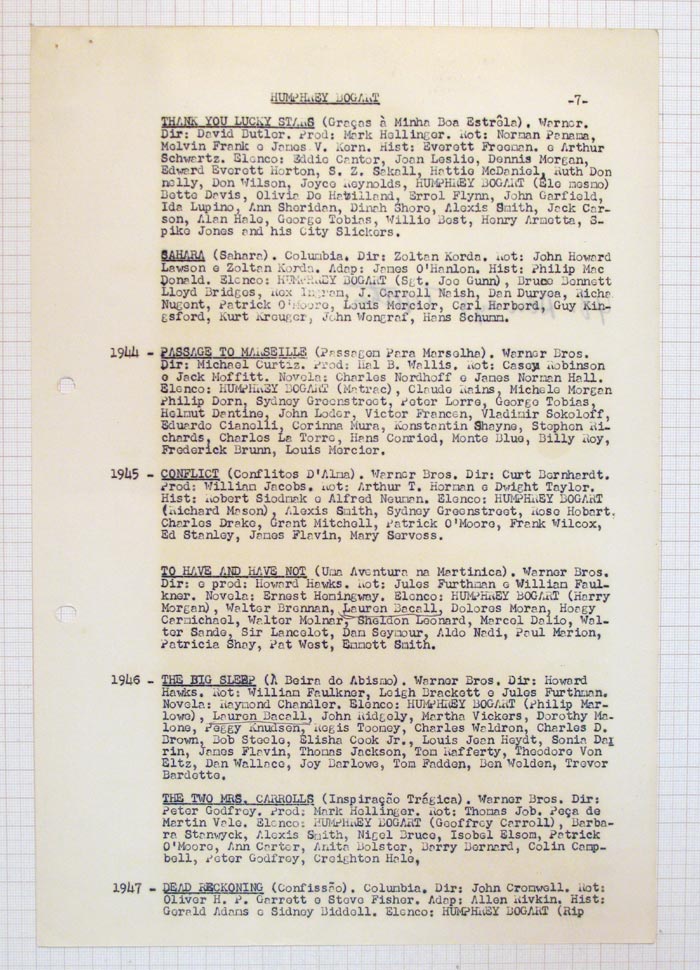 HUMPHREY BOGART -7-
THANK YOU LUCKY STARS (Graças à Minha Boa Estrêla). Warner.
Dir: David Butler. Prod: Mark Hellinger. Rot: Norman Panama,
Melvin Frank e James V. Kern. Hist: Everett Freeman. e Arthur
Schwartz. Elenco: Eddie Cantor, Joan Leslie, Dennis Morgan,
Edward Everett Horton, S. Z. Sakall, Hattie McDaniel, Ruth Don
nelly, Don Wilson, Joyce Reynolds, HUMPHREY BOGART (Êle mesmo)
Bette Davis, Olivia De Havilland, Errol Flynn, John Garfield,
Ida Lupino, Ann Sheridan, Dinah Shore, Alexis Smith, Jack Car-
son, Alan Hale, George Tobias, Willie Best, Henry Armetta, S-
pike Jones and his City Slickers.
SAHARA (Sahara). Columbia. Dir: Zoltan Korda. Rot: John Howard
Lawson e Zoltan Korda. Adap: James O'Hanlon. Hist: Philip Mac
Donald. Elenco: HUMPHREY BOGART (Sgt. Joe Gunn), Bruce Bennett
Lloyd Bridges, Rex Ingram, J. Carroll Naish, Dan Duryea, Richa
Nugent, Patrick O'Moore, Louis Mercier, Carl Harbord, Guy Kin-
gsford, Kurt Kreuger, John Wongraf, Hans Schumm.
1944 - PASSAGE TO MARSEILLE (Passagem Para Marselha). Warner Bros.
Dir: Michael Curtiz. Prod: Hal B. Wallis. Rot: Casey Robinson
e Jack Moffitt. Novela: Charles Nordhoff e James Norman Hall.
Elenco: HUMPHREY BOGART (Matrac), Claude Rains, Michele Morgan
Philip Dorn, Sydney Greenstreet, Peter Lorre, George Tobias,
Helmut Dantine, John Loder, Victor Francen, Vladimir Sokoloff,
Eduardo Cianelli, Corinna Mura, Konstantin Shayne, Stephen Ri-
chards, Charles La Torre, Hans Conried, Monte Blue, Billy Roy,
Frederick Brunn, Louis Mercier.
1945 - CONFLICT (Conflitos D'Alma). Warner Bros. Dir: Curt Bernhardt.
Prod: William Jacobs. Rot: Arthur T. Horman e Dwight Taylor.
Hist: Robert Siodmak e Alfred Neuman. Elenco: HUMPHREY BOGART
(Richard Mason), Alexis Smith, Sydney Greenstreet, Rose Hobart.
Charles Drake, Grant Mitchell, Patrick O'Moore, Frank Wilcox,
Ed Stanley, James Flavin, Mary Servoss.
TO HAVE AND HAVE NOT (Uma Aventura na Martinica). Warner Bros.
Dir: e prod: Howard Hawks. Rot: Jules Furthman e William Faul-
kner. Novela: Ernest Hemingway. Elenco: HUMPHREY BOGART (Harry
Morgan), Walter Brennan, Lauren Bacall, Dolores Moran, Hoagy
Carmichael, Walter Molnar, Sheldon Leonard, Marcel Dalio, Wal-
ter Sande, Sir Lancelot, Dam Seymour, Aldo Nadi, Paul Marion,
Patricia Shay, Pat West, Emmett Smith.
1946 - THE BIG SLEEP (À Beira do Abismo). Warner Bros. Dir: Howard
Hawks. Rot: William Faulkner, Leigh Brackett e Jules Furthman.
Novela: Raymond Chandler. Elenco: HUMPHREY BOGART (Philip Mar-
lowe), Lauren Bacall, John Ridgely, Martha Vickers, Dorothy Ma-
lone, Peggy Knudsen, Regis Toomey, Charles Waldron, Charles D.
Brown, Bob Steele, Elisha Cook Jr., Louis Jean Heydt, Sonia Dar
rin, James Flavin, Thomas Jackson, Tom Rafferty, Theodore Von
Eltz, Dan Wallace, Joy Barlowe, Tom Fadden, Ben Welden, Trevor
Bardette.
THE TWO MRS. CARROLLS (Inspiração Trágica). Warner Bros. Dir:
Peter Godfrey. Prod: Mark Hellinger. Rot: Thomas Job. Peça de
Martin Vale. Elenco: HUMPHREY BOGART (Geoffrey Carroll), Barba-
ra Stanwyck, Alexis Smith, Nigel Bruce, Isobel Elsom, Patrick
O'Moore, Ann Carter, Anita Bolster, Barry Bernard, Colin Camp-
bell, Peter Godfrey, Creighton Hale,
1947 - DEAD RECKONING (Confissão). Columbia. Dir: John Cromwell. Rot:
Oliver H. P. Garrett e Steve Fisher. Adap: Allen Rivkin. Hist:
Gerald Adams e Sidney Biddell. Elenco: HUMPHREY BOGART (Rip